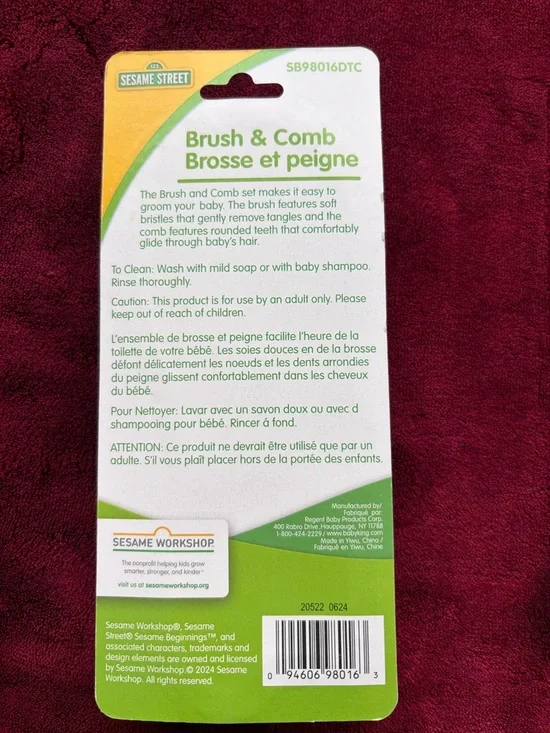 123
SESAME STREET
SB98016DTC
Brush & Comb
Brosse et peigne
The Brush and Comb set makes it easy to
groom your baby. The brush features soft
bristles that gently remove tangles and the
comb features rounded teeth that comfortably
glide through baby's hair.
To Clean: Wash with mild soap or with baby shampoo.
Rinse thoroughly.
Caution: This product is for use by an adult only. Please
keep out of reach of children.
L'ensemble de brosse et peigne facilite l'heure de la
toilette de votre bébé. Les soies douces en de la brosse
défont délicatement les noeuds et les dents arrondies
du peigne glissent confortablement dans les cheveux
du bébé.
Pour Nettoyer: Lavar avec un savon doux ou avec d
shampooing pour bébé. Rincer á fond.
ATTENTION: Ce produit ne devrait être utilisé que par un
adulte. S'il vous plaît placer hors de la portée des enfants.
Manufactured by/
Fabriqué par:
Regent Baby Products Corp.
400 Rabro Drive, Hauppauge, NY 11788
1-800-424-2229 / www.babyking.com
Made in Yiwu, China /
Fabriqué en Yiwu, Chine
SESAME WORKSHOP
The nonprofit helping kids grow
smarter, stronger, and kinder™
visit us at sesameworkshop.org
20522 0624
Sesame Workshop®, Sesame
Street® Sesame Beginnings™, and
associated characters, trademarks and
design elements are owned and licensed
by Sesame Workshop. © 2024 Sesame
Workshop. All rights reserved.
0 94606 98016 3